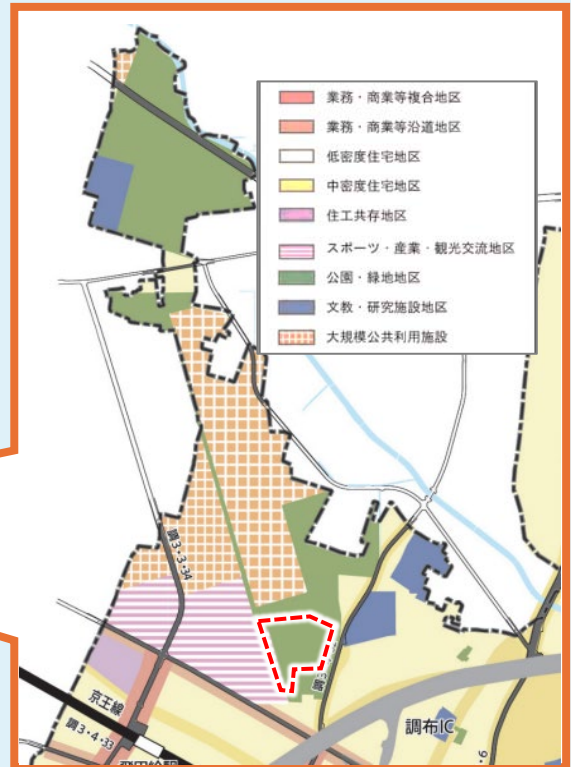 業務・商業等複合地区
業務・商業等沿道地区
低密度住宅地区
中密度住宅地区
住工共存地区
スポーツ・産業・観光交流地区
公園・緑地地区
文教・研究施設地区
大規模公共利用施設
調3・3・34
京王線
調3・4・33
調布IC